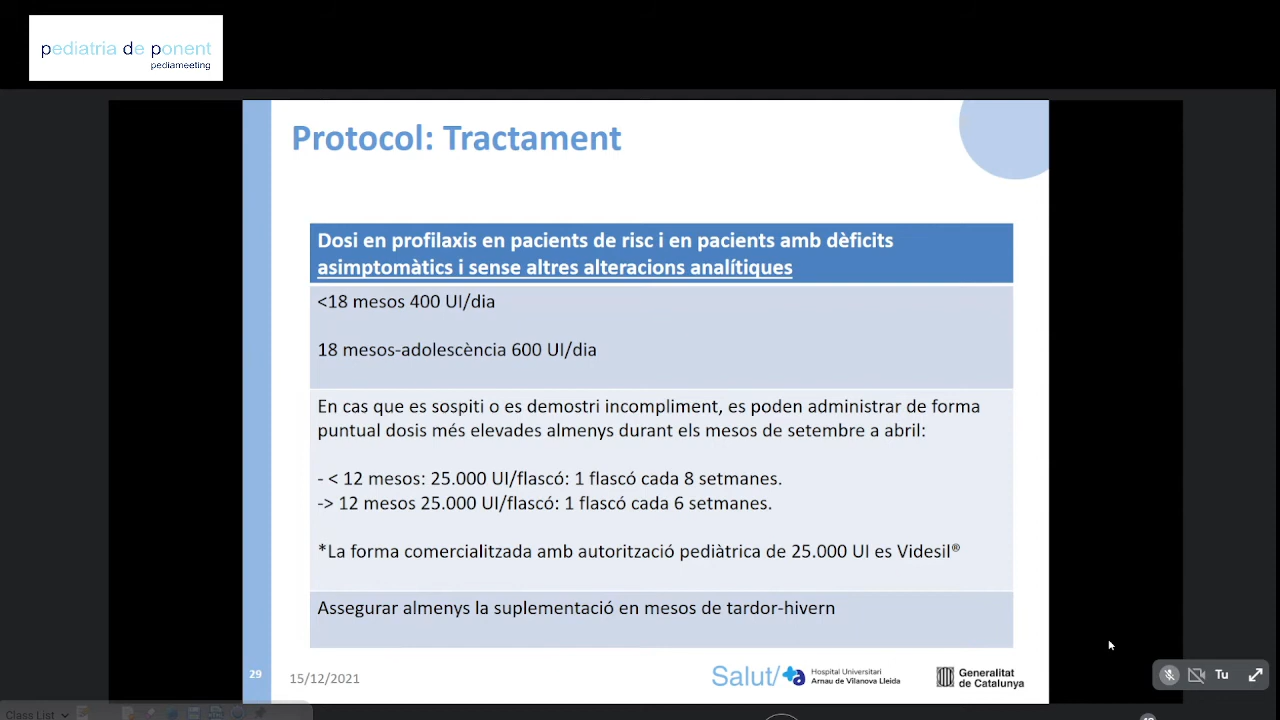 pediatria de ponent
pediameeting
Protocol: Tractament
Dosi en profilaxis en pacients de risc i en pacients amb dèficits
asimptomàtics i sense altres alteracions analítiques
<18 mesos 400 UI/dia
18 mesos-adolescència 600 UI/dia
En cas que es sospiti o es demostri incompliment, es poden administrar de forma
puntual dosis més elevades almenys durant els mesos de setembre a abril:
- < 12 mesos: 25.000 UI/flascó: 1 flascó cada 8 setmanes.
-> 12 mesos 25.000 UI/flascó: 1 flascó cada 6 setmanes.
*La forma comercialitzada amb autorització pediàtrica de 25.000 UI es Videsil®
Assegurar almenys la suplementació en mesos de tardor-hivern
29
15/12/2021
Salut/
Hospital Universitari
Arnau de Vilanova Lleida
Generalitat
de Catalunya
Tu
Class List